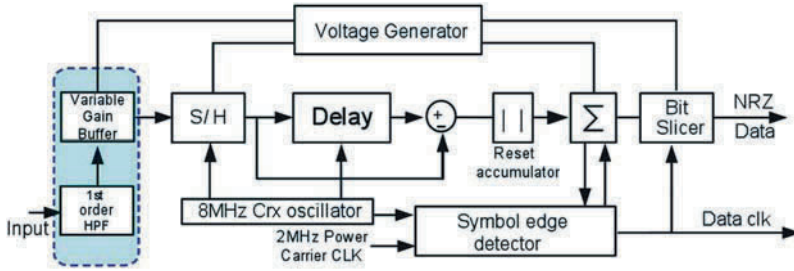 Voltage Generator
Variable
Gain
Buffer
S/H
Delay
+
−
| |
Σ
Bit
Slicer
NRZ
Data
Reset
accumulator
1st
order
HPF
Input
8MHz Crx oscillator
2MHz Power
Carrier CLK
Symbol edge
detector
Data clk